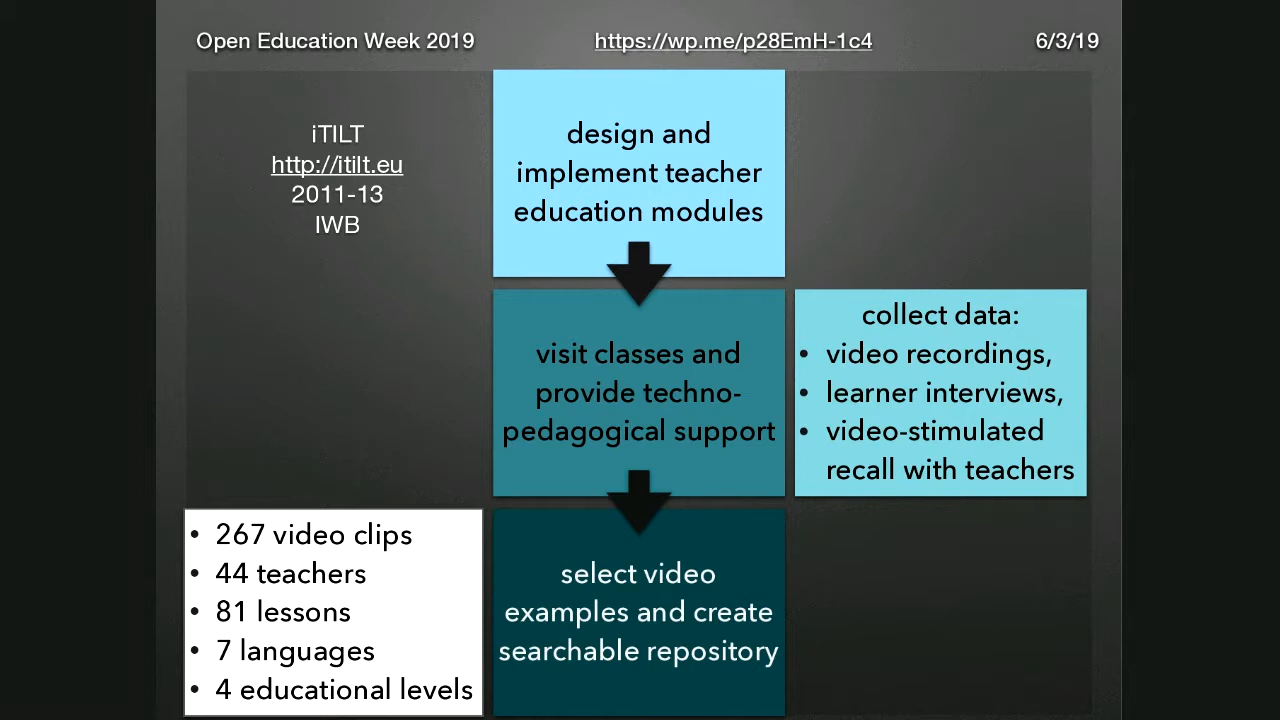 Open Education Week 2019
https://wp.me/p28EmH-1c4
6/3/19
iTILT
http://itilt.eu
2011-13
IWB
design and
implement teacher
education modules
visit classes and
provide techno-
pedagogical support
collect data:
• video recordings,
• learner interviews,
• video-stimulated
recall with teachers
• 267 video clips
• 44 teachers
• 81 lessons
• 7 languages
• 4 educational levels
select video
examples and create
searchable repository